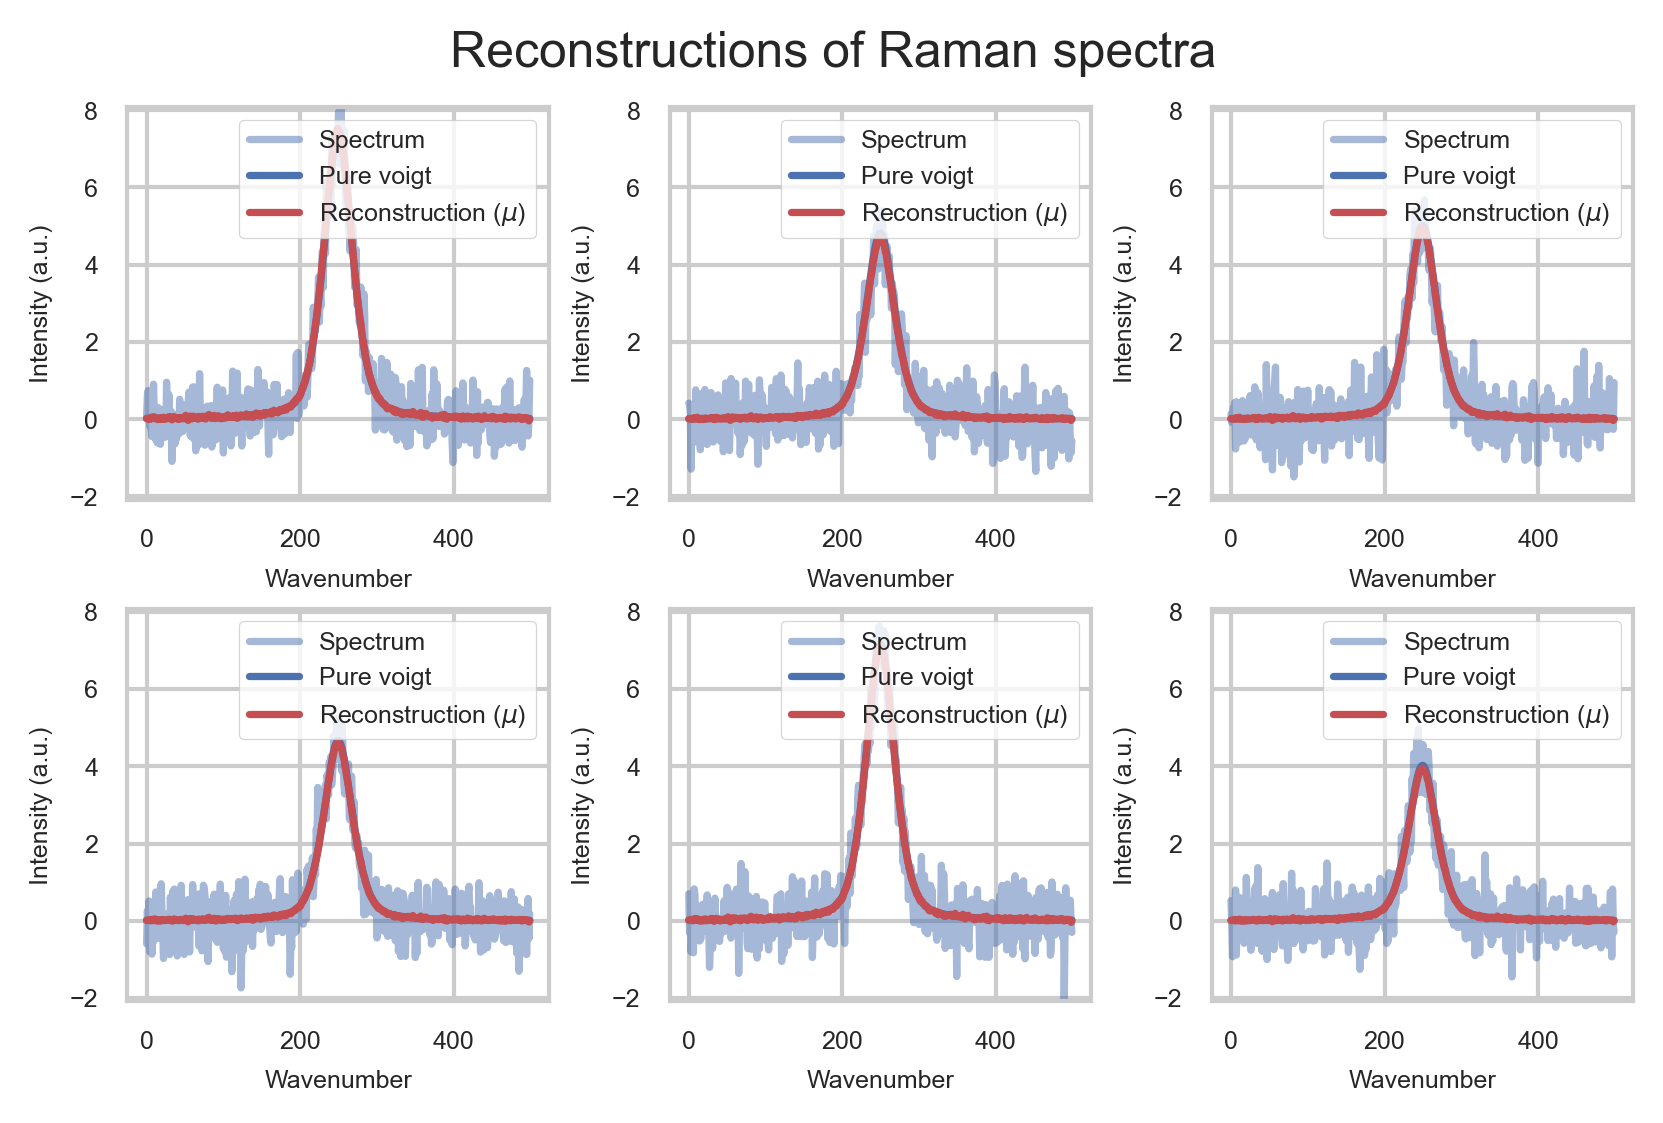 Reconstructions of Raman spectra
8
6
4
2
0
−2
Intensity (a.u.)
Spectrum
Pure voigt
Reconstruction (μ)
0 200 400
Wavenumber
8
6
4
2
0
−2
Intensity (a.u.)
Spectrum
Pure voigt
Reconstruction (μ)
0 200 400
Wavenumber
8
6
4
2
0
−2
Intensity (a.u.)
Spectrum
Pure voigt
Reconstruction (μ)
0 200 400
Wavenumber
8
6
4
2
0
−2
Intensity (a.u.)
Spectrum
Pure voigt
Reconstruction (μ)
0 200 400
Wavenumber
8
6
4
2
0
−2
Intensity (a.u.)
Spectrum
Pure voigt
Reconstruction (μ)
0 200 400
Wavenumber
8
6
4
2
0
−2
Intensity (a.u.)
Spectrum
Pure voigt
Reconstruction (μ)
0 200 400
Wavenumber